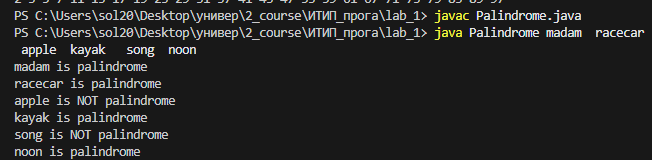 PS C:\Users\sol20\Desktop\универ\2_course\ИТИП_прога\lab_1> javac Palindrome.java
PS C:\Users\sol20\Desktop\универ\2_course\ИТИП_прога\lab_1> java Palindrome madam  racecar
 apple  kayak   song  noon
madam is palindrome
racecar is palindrome
apple is NOT palindrome
kayak is palindrome
song is NOT palindrome
noon is palindrome